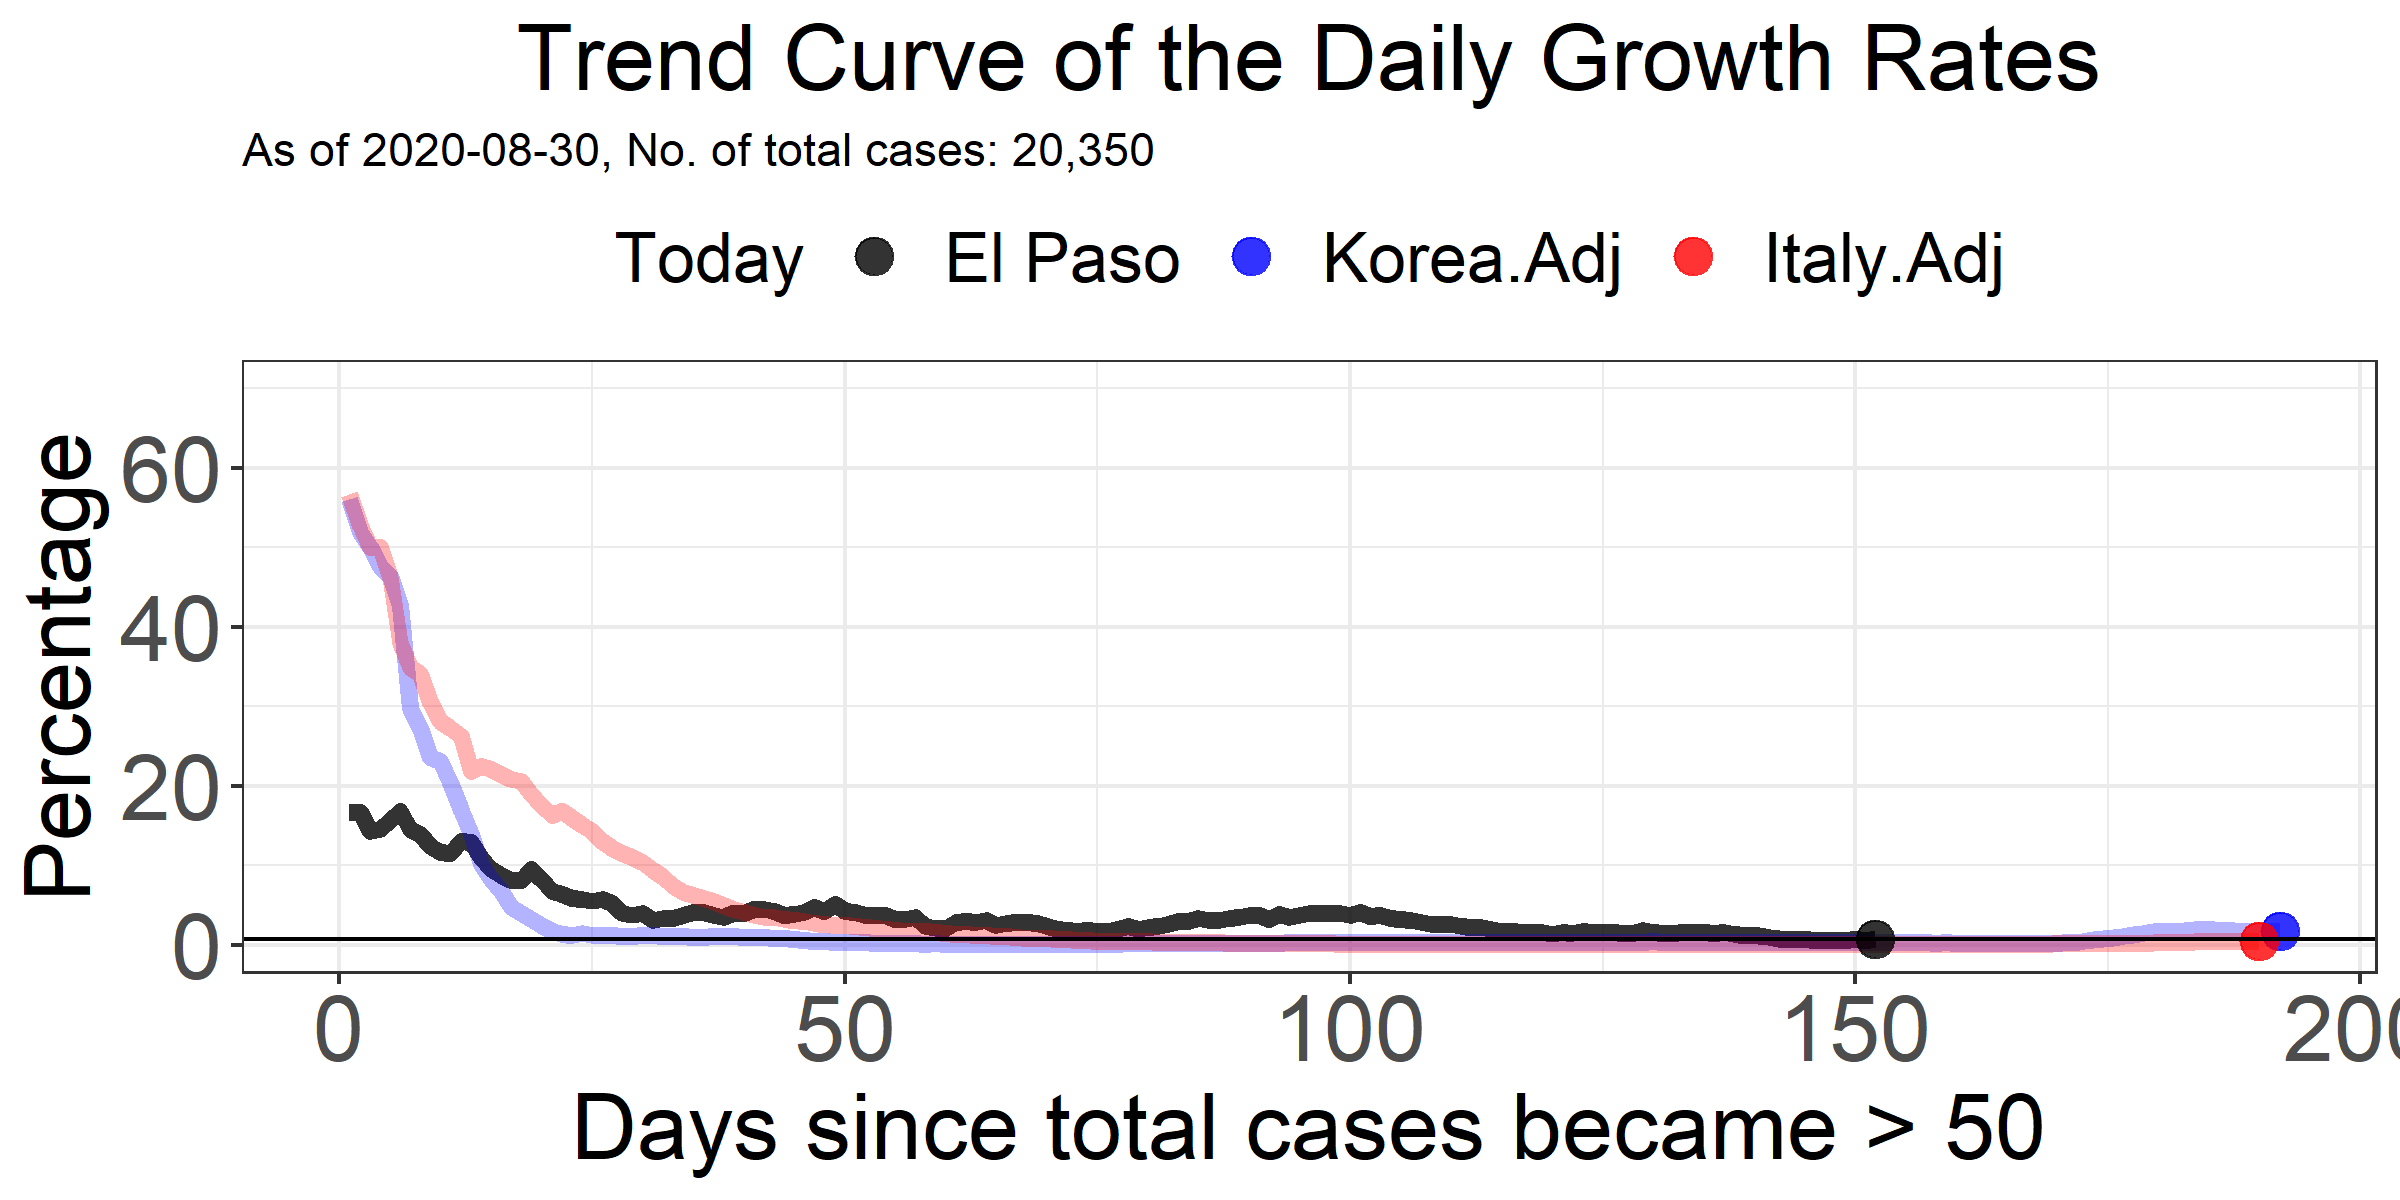 Trend Curve of the Daily Growth Rates
As of 2020-08-30, No. of total cases: 20,350
Today El Paso Korea.Adj Italy.Adj
Percentage
60
40
20
0
0 50 100 150 200
Days since total cases became > 50